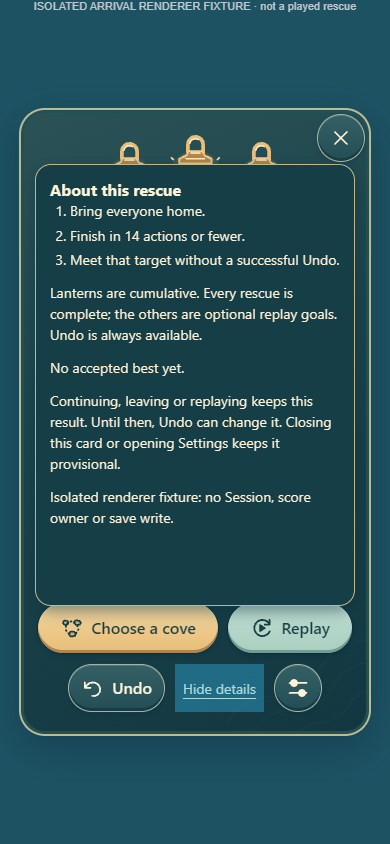 ISOLATED ARRIVAL RENDERER FIXTURE · not a played rescue
About this rescue
1. Bring everyone home.
2. Finish in 14 actions or fewer.
3. Meet that target without a successful Undo.
Lanterns are cumulative. Every rescue is
complete; the others are optional replay goals.
Undo is always available.
No accepted best yet.
Continuing, leaving or replaying keeps this
result. Until then, Undo can change it. Closing
this card or opening Settings keeps it
provisional.
Isolated renderer fixture: no Session, score
owner or save write.
Choose a cove
Replay
Undo
Hide details